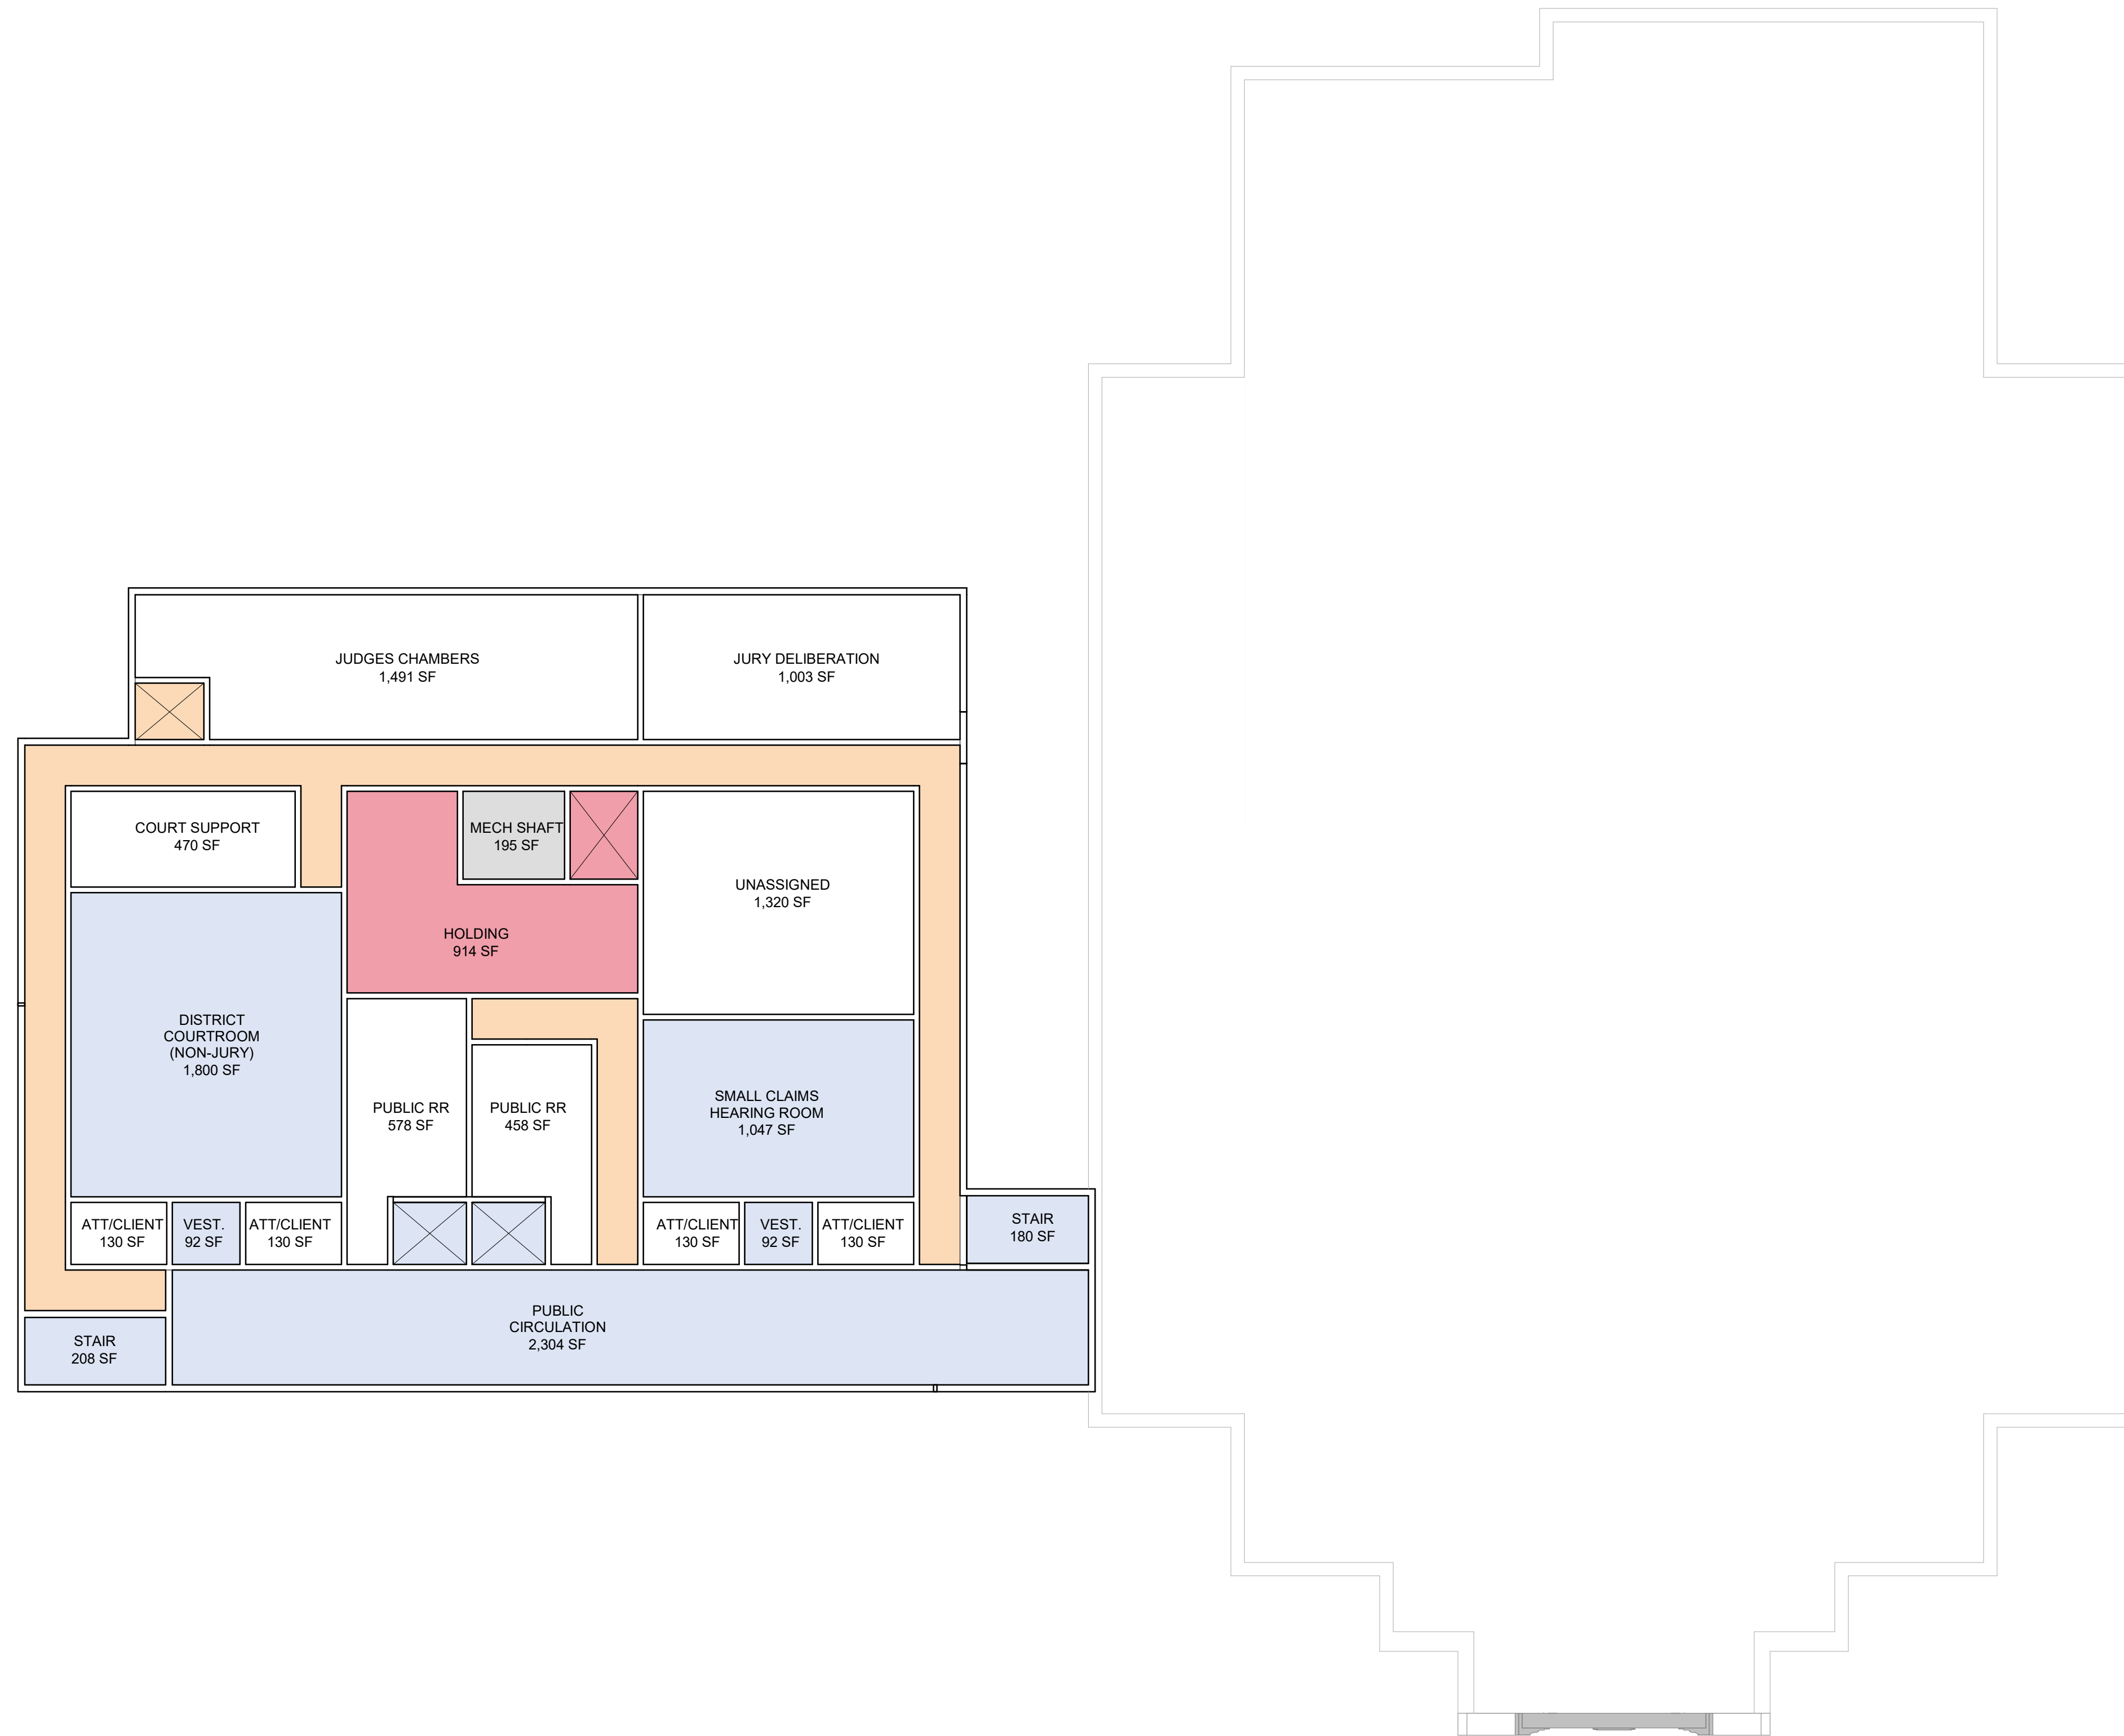 JUDGES CHAMBERS
1,491 SF
JURY DELIBERATION
1,003 SF
COURT SUPPORT
470 SF
MECH SHAFT
195 SF
UNASSIGNED
1,320 SF
HOLDING
914 SF
DISTRICT
COURTROOM
(NON-JURY)
1,800 SF
PUBLIC RR
578 SF
PUBLIC RR
458 SF
SMALL CLAIMS
HEARING ROOM
1,047 SF
ATT/CLIENT
130 SF
VEST.
92 SF
ATT/CLIENT
130 SF
ATT/CLIENT
130 SF
VEST.
92 SF
ATT/CLIENT
130 SF
STAIR
180 SF
PUBLIC
CIRCULATION
2,304 SF
STAIR
208 SF